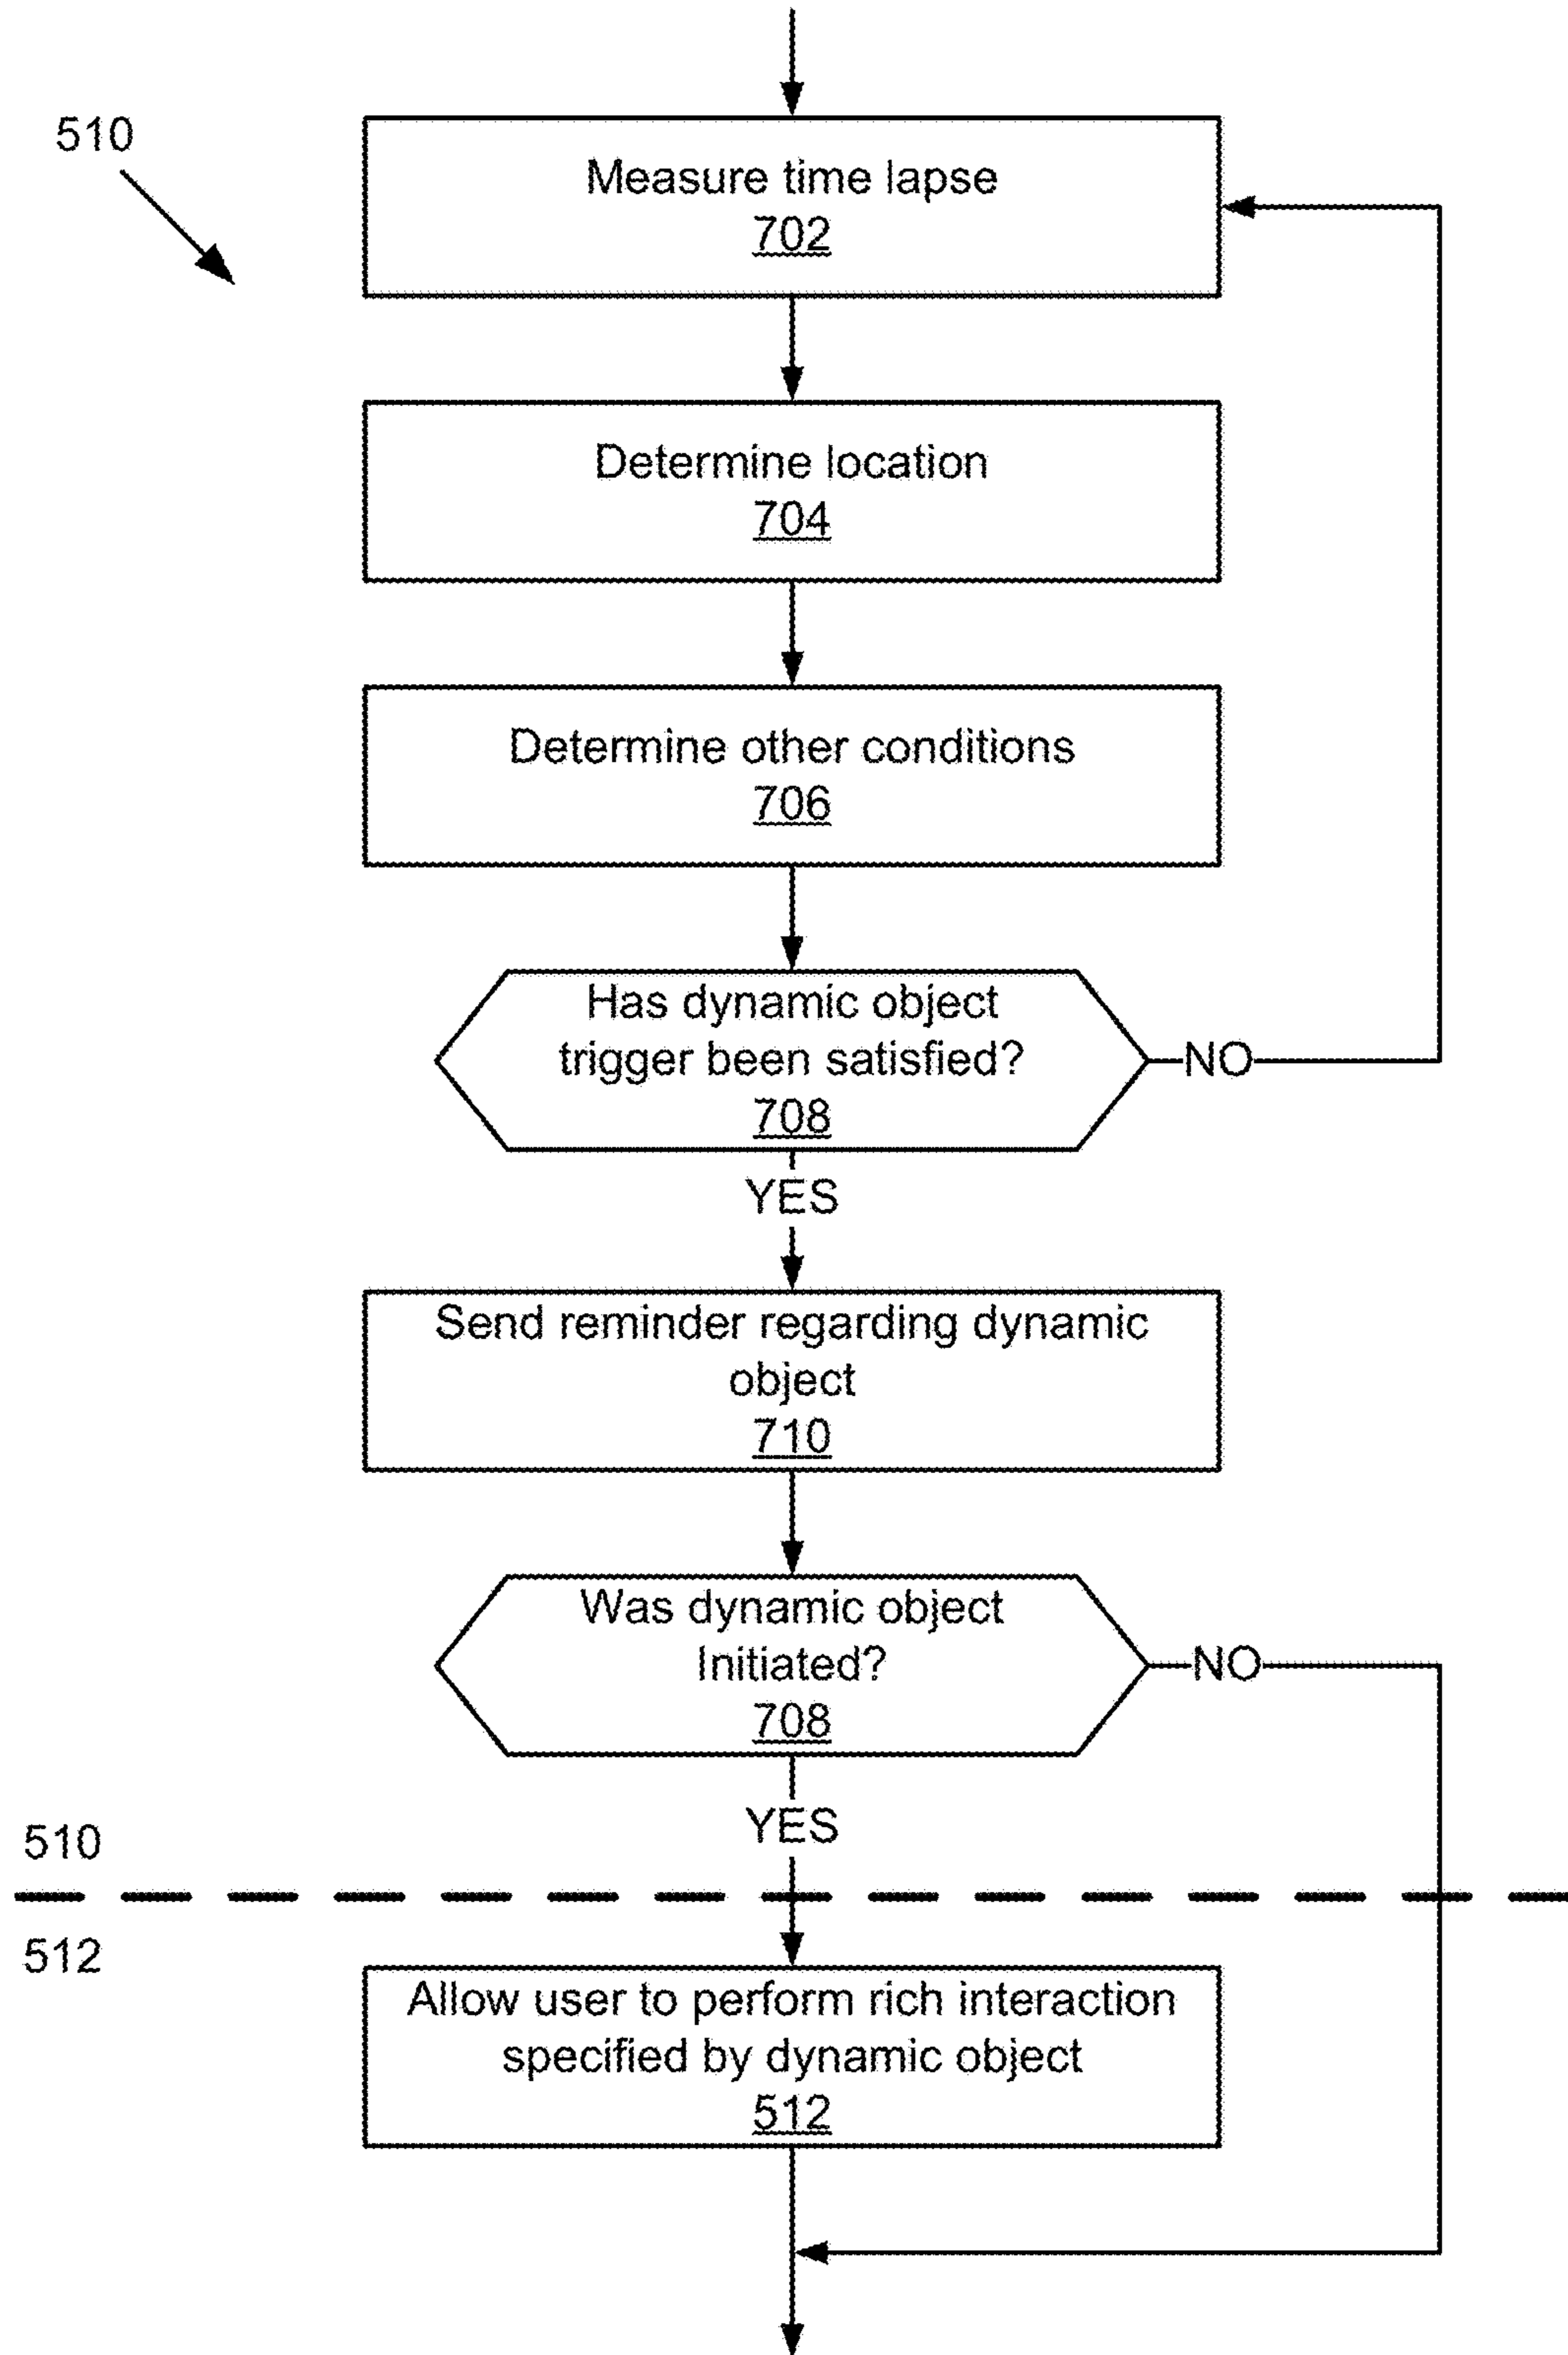 510
Measure time lapse
702
Determine location
704
Determine other conditions
706
Has dynamic object
trigger been satisfied?
708
NO
YES
Send reminder regarding dynamic
object
710
Was dynamic object
Initiated?
708
NO
YES
510
512
Allow user to perform rich interaction
specified by dynamic object
512